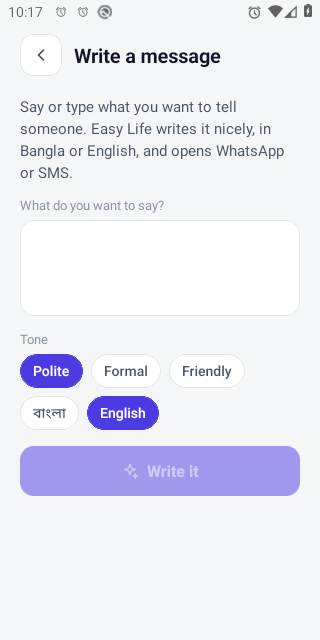 10:17
Write a message
Say or type what you want to tell
someone. Easy Life writes it nicely, in
Bangla or English, and opens WhatsApp
or SMS.
What do you want to say?
Tone
Polite
Formal
Friendly
বাংলা
English
Write it